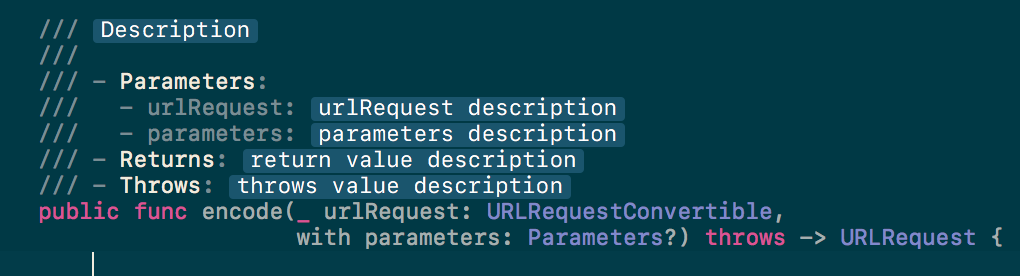 /// Description
///
/// - Parameters:
///   - urlRequest: urlRequest description
///   - parameters: parameters description
/// - Returns: return value description
/// - Throws: throws value description
public func encode(_ urlRequest: URLRequestConvertible,
                   with parameters: Parameters?) throws -> URLRequest {